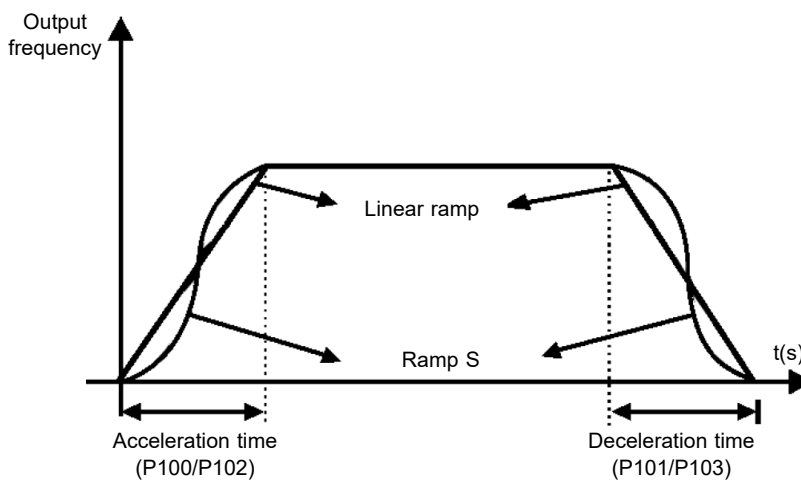 Output
frequency
Linear ramp
Ramp S
t(s)
Acceleration time
(P100/P102)
Deceleration time
(P101/P103)